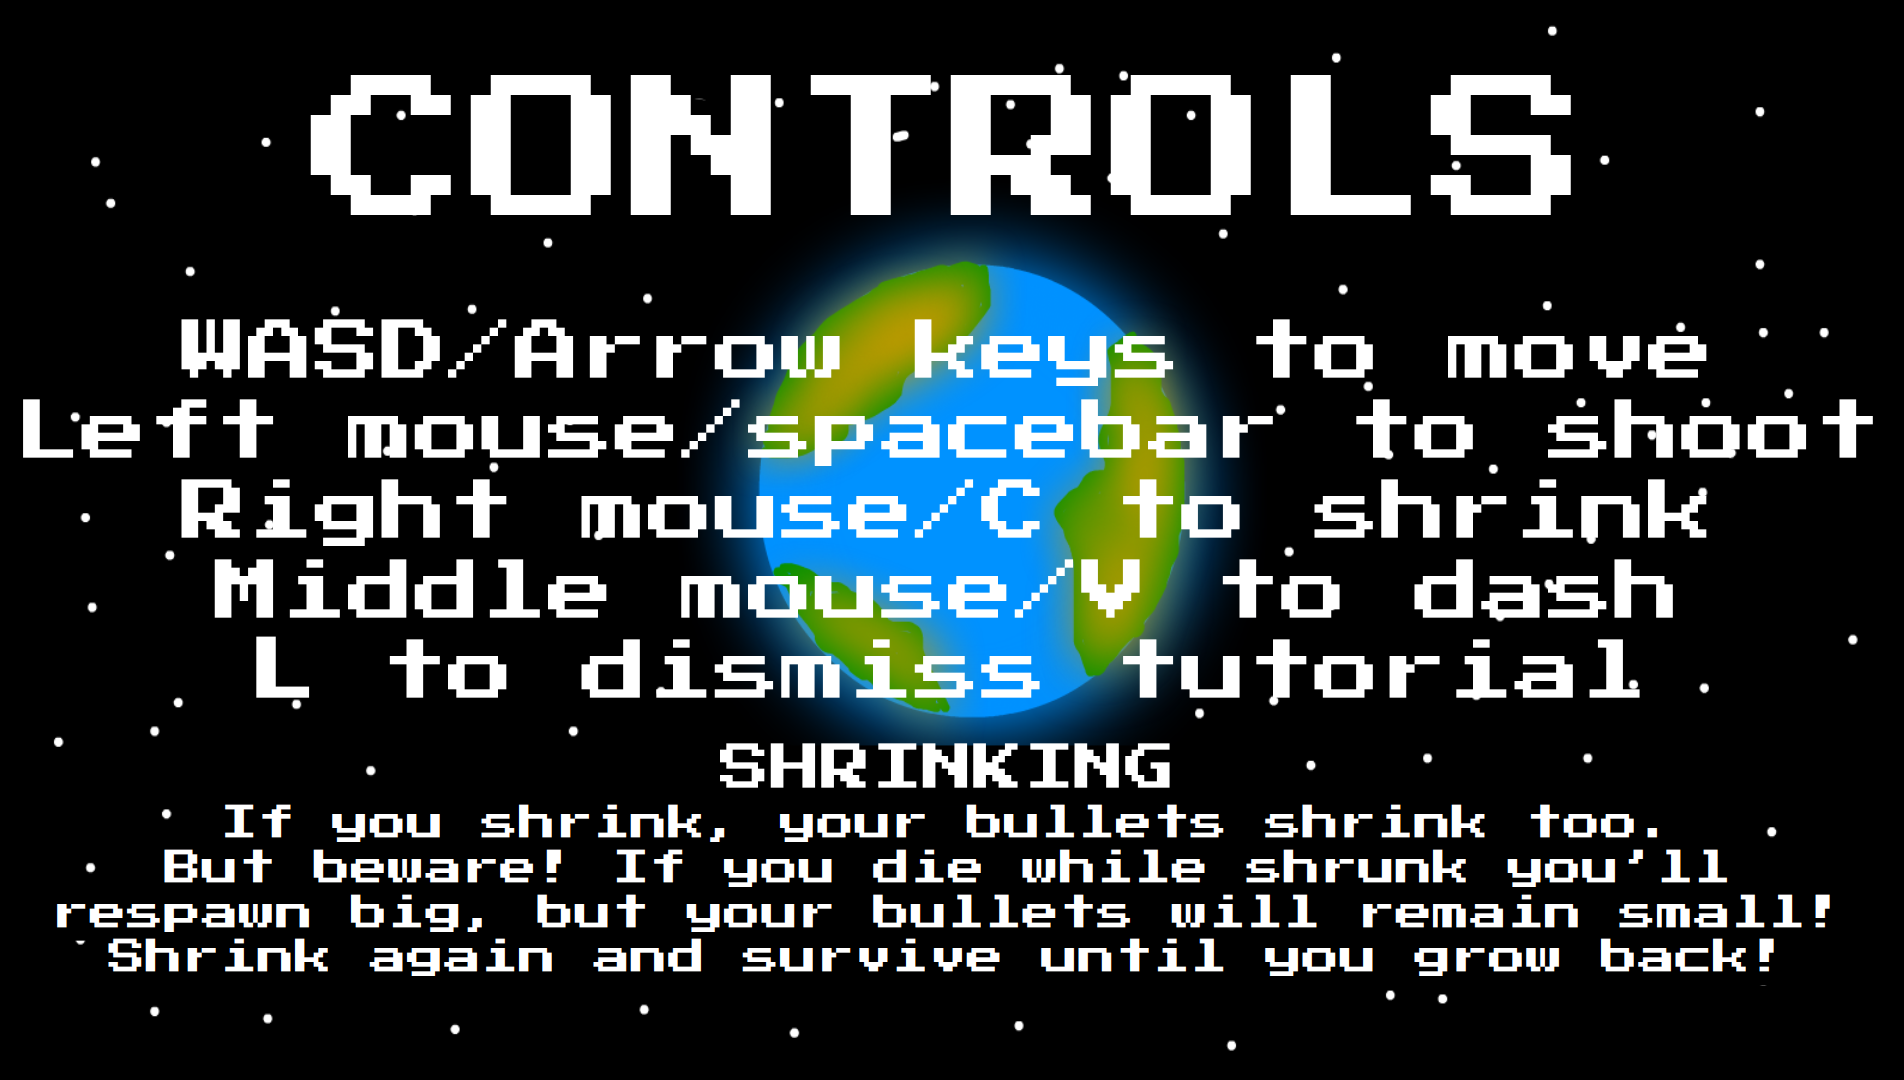 CONTROLS
WASD/Arrow keys to move
Left mouse/spacebar to shoot
Right mouse/C to shrink
Middle mouse/V to dash
L to dismiss tutorial
SHRINKING
If you shrink, your bullets shrink too.
But beware! If you die while shrunk you'll
respawn big, but your bullets will remain small!
Shrink again and survive until you grow back!